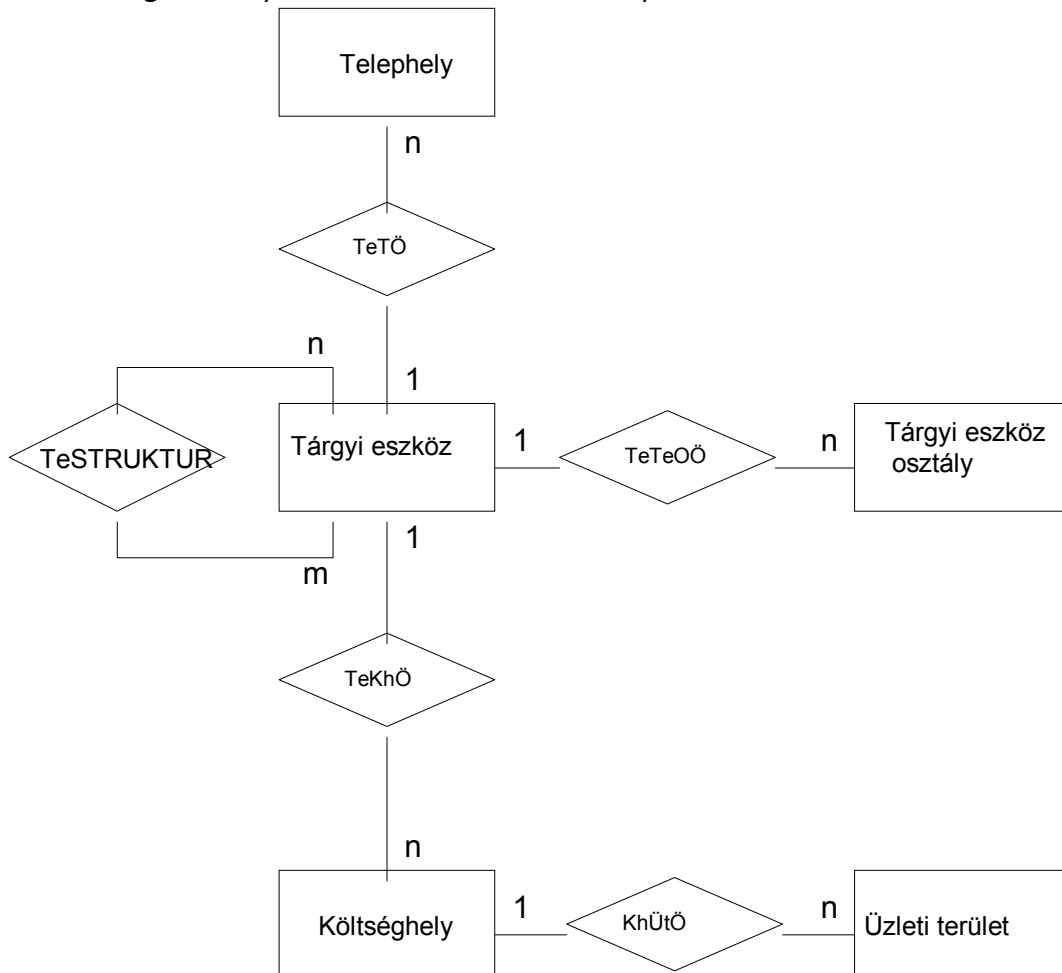 Telephely
n
TeTÖ
n
1
TeSTRUKTUR
Tárgyi eszköz
1
TeTeOÖ
n
Tárgyi eszköz
osztály
1
m
TeKhÖ
n
Költséghely
1
KhÜtÖ
n
Üzleti terület